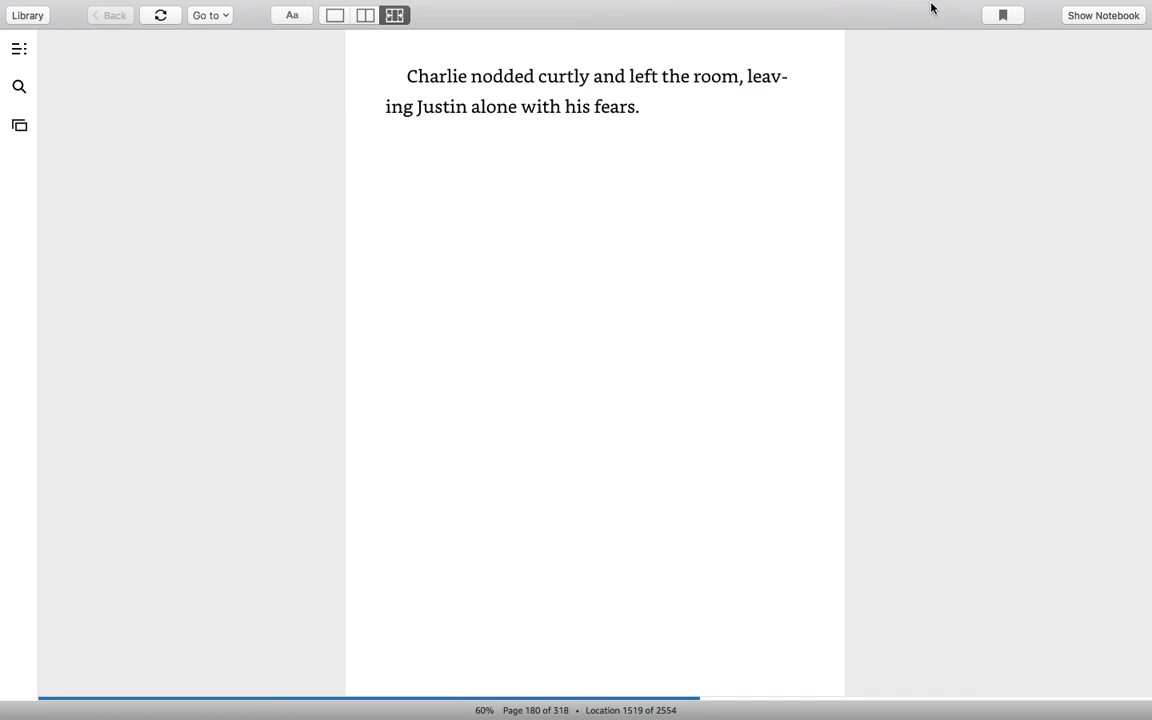 Library
Back
Go to
Aa
Show Notebook
Charlie nodded curtly and left the room, leav-
ing Justin alone with his fears.
60% Page 180 of 318 • Location 1519 of 2554